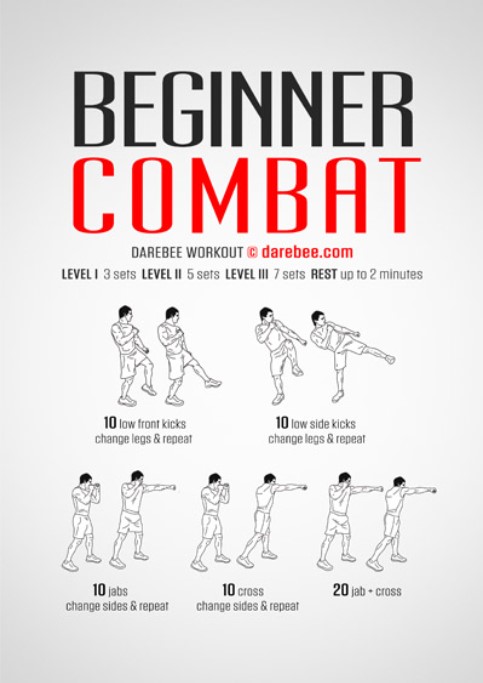 BEGINNER
COMBAT
DAREBEE WORKOUT © darebee.com
LEVEL I 3 sets LEVEL II 5 sets LEVEL III 7 sets REST up to 2 minutes
10 low front kicks
change legs & repeat
10 low side kicks
change legs & repeat
10 jabs
change sides & repeat
10 cross
change sides & repeat
20 jab + cross